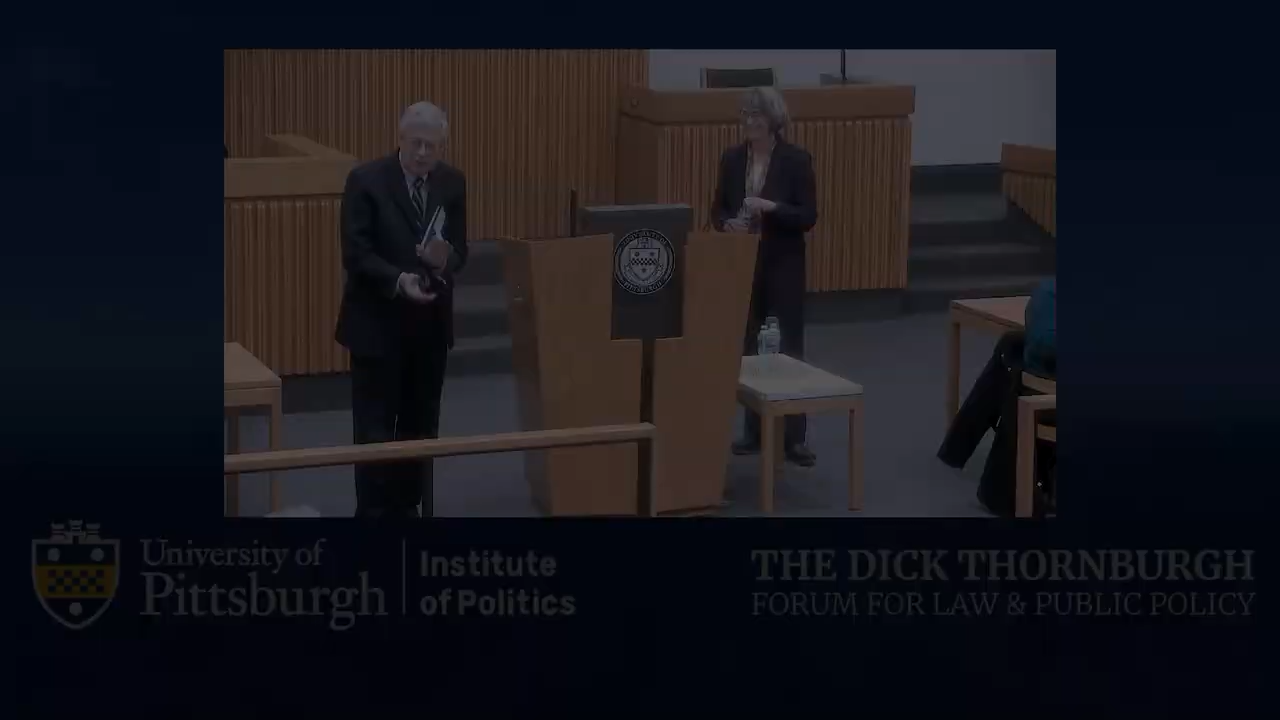 University of
Pittsburgh
Institute
of Politics
THE DICK THORNBURGH
FORUM FOR LAW & PUBLIC POLICY